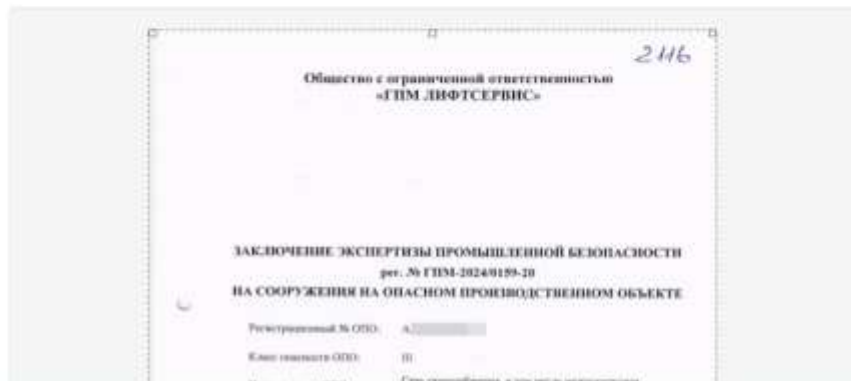 2116
Общество с ограниченной ответственностью
«ГПМ ЛИФТСЕРВИС»
ЗАКЛЮЧЕНИЕ ЭКСПЕРТИЗЫ ПРОМЫШЛЕННОЙ БЕЗОПАСНОСТИ
рег. № ГПМ-2024/0159-20
НА СООРУЖЕНИЯ НА ОПАСНОМ ПРОИЗВОДСТВЕННОМ ОБЪЕКТЕ
Регистрационный № ОПО: А
Класс опасности ОПО: III